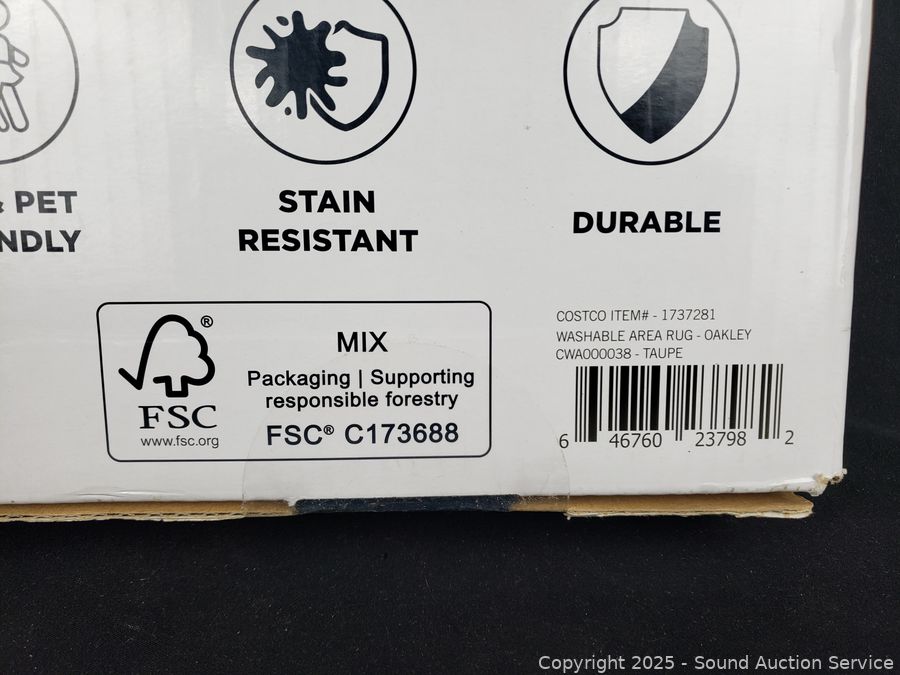 & PET
STAIN
RESISTANT
DURABLE
®
MIX
Packaging | Supporting
responsible forestry
FSC® C173688
FSC
www.fsc.org
COSTCO ITEM# - 1737281
WASHABLE AREA RUG - OAKLEY
CWA000038 - TAUPE
6 46760 23798 2
Copyright 2025 - Sound Auction Service